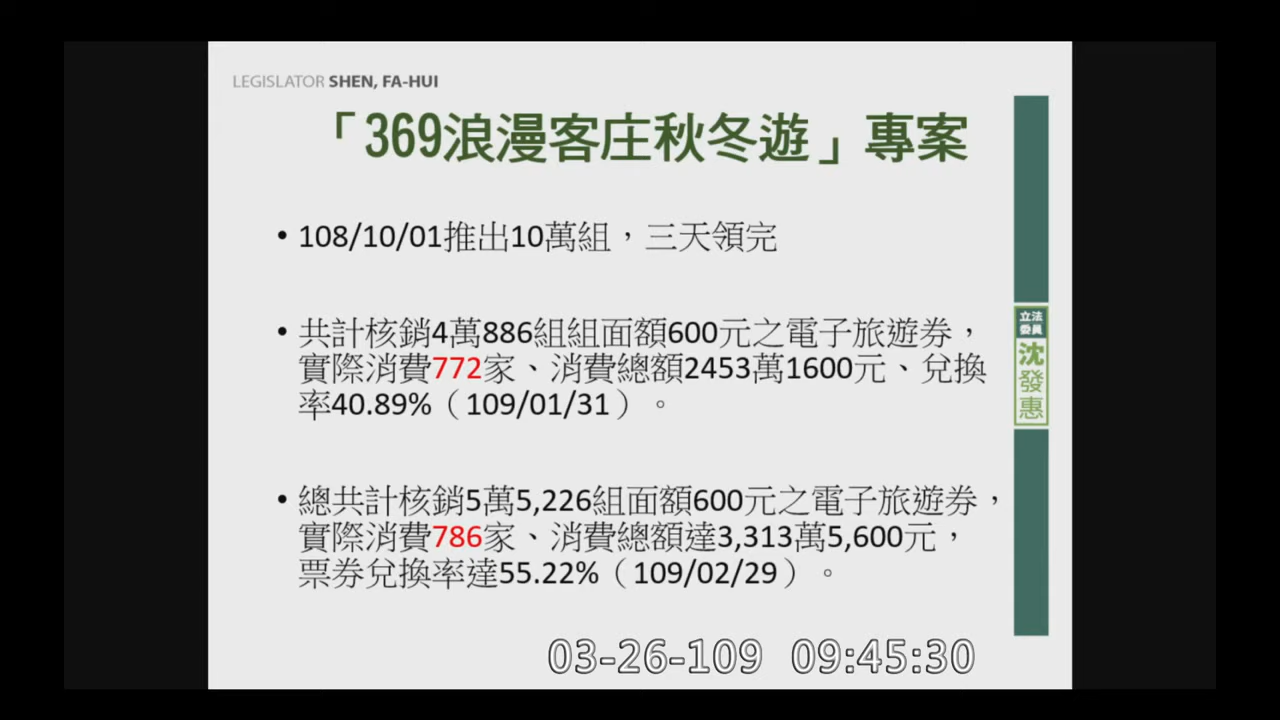 LEGISLATOR SHEN, FA-HUI
「369浪漫客庄秋冬遊」專案
• 108/10/01推出10萬組，三天領完
• 共計核銷4萬886組組面額600元之電子旅遊券，
實際消費772家、消費總額2453萬1600元、兌換
率40.89%（109/01/31）。
• 總共計核銷5萬5,226組面額600元之電子旅遊券，
實際消費786家、消費總額達3,313萬5,600元，
票券兌換率達55.22%（109/02/29）。
立法
委員
沈
發
惠
03-26-109 09:45:30